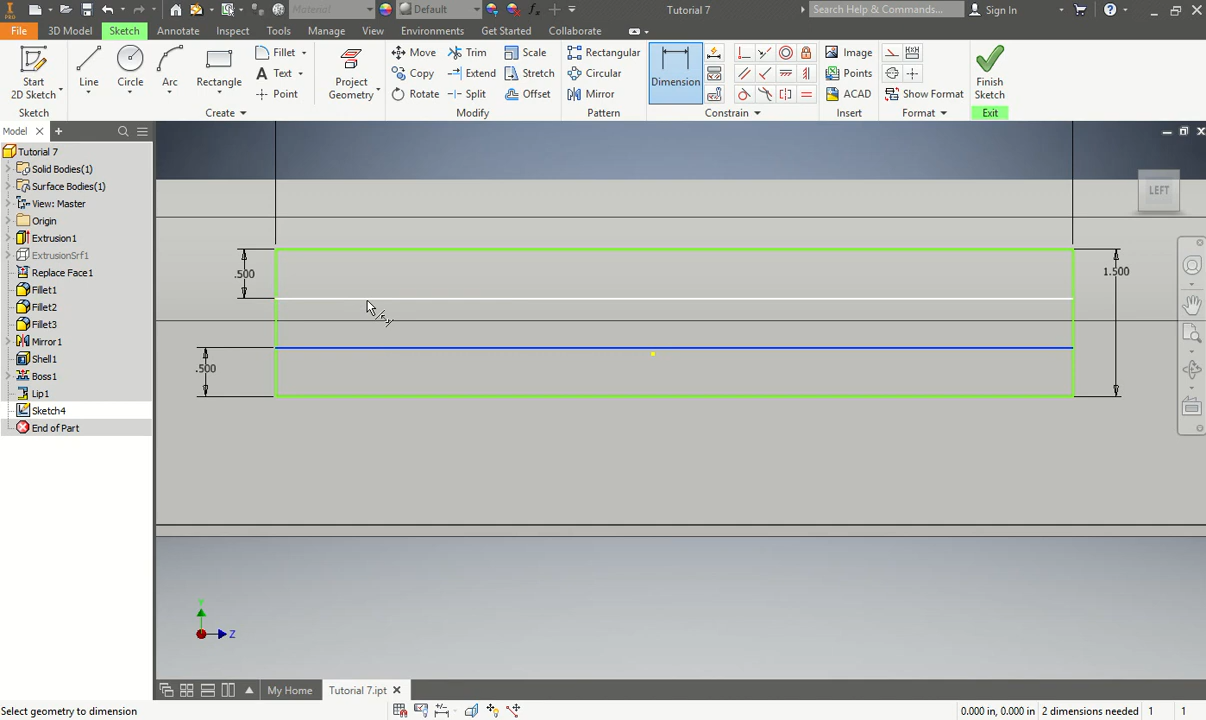 PRO
Material
Default
Tutorial 7
Search Help & Commands...
Sign In
File
Sketch
3D Model
Annotate
Inspect
Tools
Manage
View
Environments
Get Started
Collaborate
Start
2D Sketch
Line
Circle
Arc
Rectangle
Fillet
Text
Point
Project
Geometry
Move
Copy
Rotate
Trim
Extend
Split
Scale
Stretch
Offset
Rectangular
Circular
Mirror
Dimension
Image
Points
ACAD
Show Format
Finish
Sketch
Sketch
Create
Modify
Pattern
Constrain
Insert
Format
Exit
Model
Tutorial 7
Solid Bodies(1)
Surface Bodies(1)
View: Master
Origin
Extrusion1
ExtrusionSrf1
Replace Face1
Fillet1
Fillet2
Fillet3
Mirror1
Shell1
Boss1
Lip1
Sketch4
End of Part
LEFT
.500
1.500
.500
Y
Z
My Home
Tutorial 7.ipt
Select geometry to dimension
0.000 in, 0.000 in
2 dimensions needed
1
1